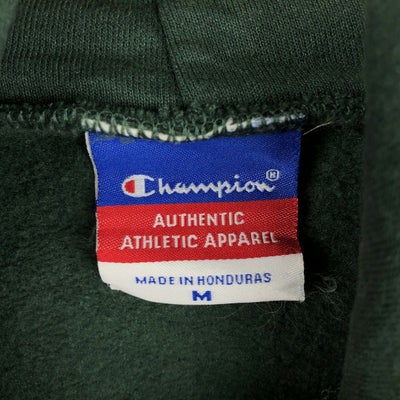 Champion®
AUTHENTIC
ATHLETIC APPAREL
MADE IN HONDURAS
M